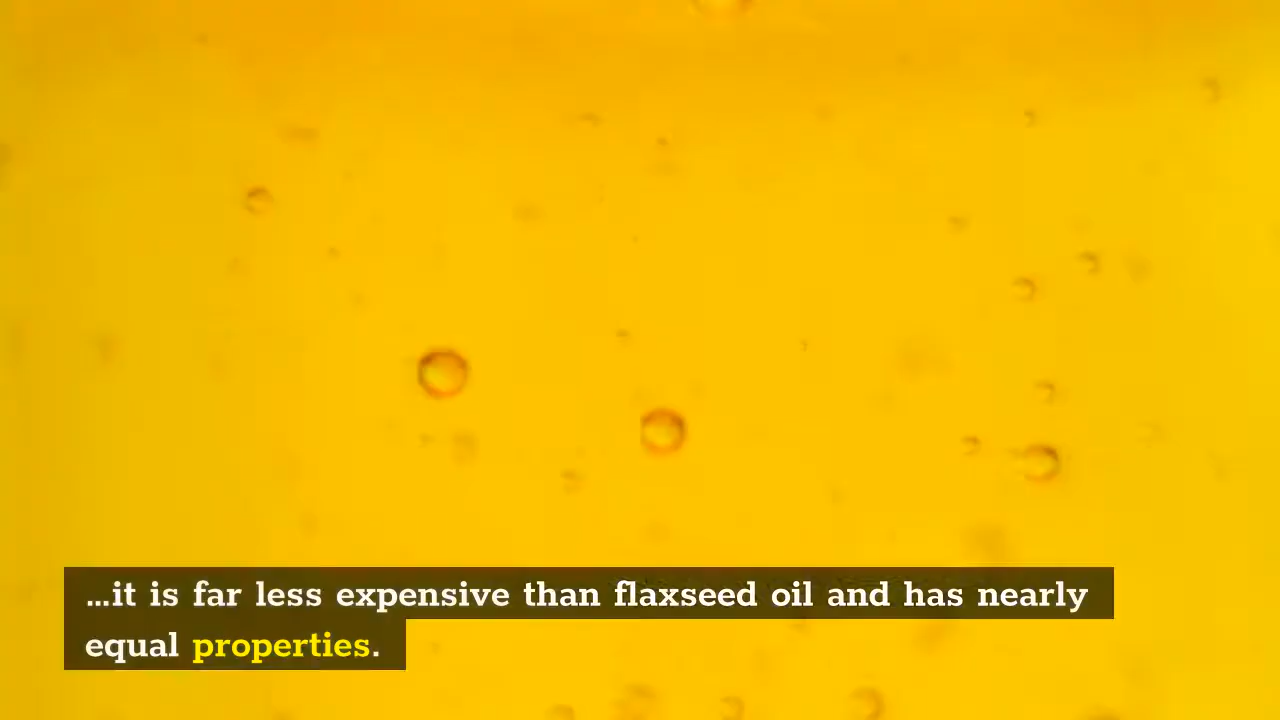 …it is far less expensive than flaxseed oil and has nearly
equal properties.